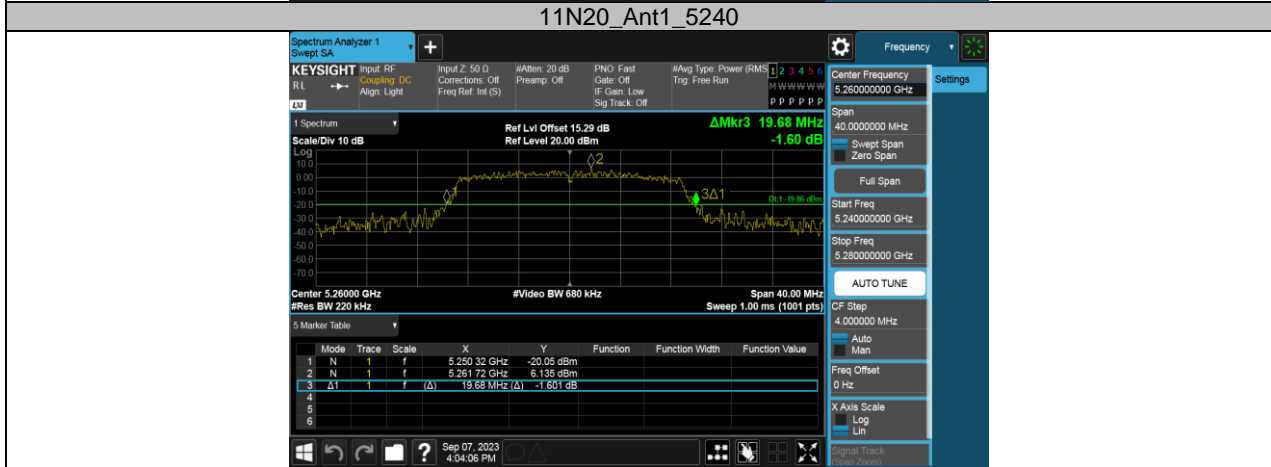 11N20_Ant1_5240
Spectrum Analyzer 1
Swept SA
+
Frequency
KEYSIGHT
RL
LXI
Input: RF
Coupling: DC
Align: Light
Input Z: 50 Ω
Corrections: Off
Freq Ref: Int (S)
#Atten: 20 dB
Preamp: Off
PNO: Fast
Gate: Off
IF Gain: Low
Sig Track: Off
#Avg Type: Power (RMS
Trig: Free Run
1 2 3 4 5 6
M W W W W W
P P P P P P
1 Spectrum
Scale/Div 10 dB
Ref Lvl Offset 15.29 dB
Ref Level 20.00 dBm
ΔMkr3 19.68 MHz
-1.60 dB
Log
10.0
0.00
-10.0
-20.0
-30.0
-40.0
-50.0
-60.0
-70.0
1
2
3Δ1
DL1 -19.86 dBm
Center 5.26000 GHz
#Video BW 680 kHz
Span 40.00 MHz
#Res BW 220 kHz
Sweep 1.00 ms (1001 pts)
5 Marker Table
Mode Trace Scale X Y Function Function Width Function Value
1 N 1 f 5.250 32 GHz -20.05 dBm
2 N 1 f 5.261 72 GHz 6.135 dBm
3 Δ1 1 f (Δ) 19.68 MHz (Δ) -1.601 dB
4
5
6
Sep 07, 2023
4:04:06 PM
?
Center Frequency
5.260000000 GHz
Settings
Span
40.0000000 MHz
Swept Span
Zero Span
Full Span
Start Freq
5.240000000 GHz
Stop Freq
5.280000000 GHz
AUTO TUNE
CF Step
4.000000 MHz
Auto
Man
Freq Offset
0 Hz
X Axis Scale
Log
Lin
Signal Track
(Span Zoom)